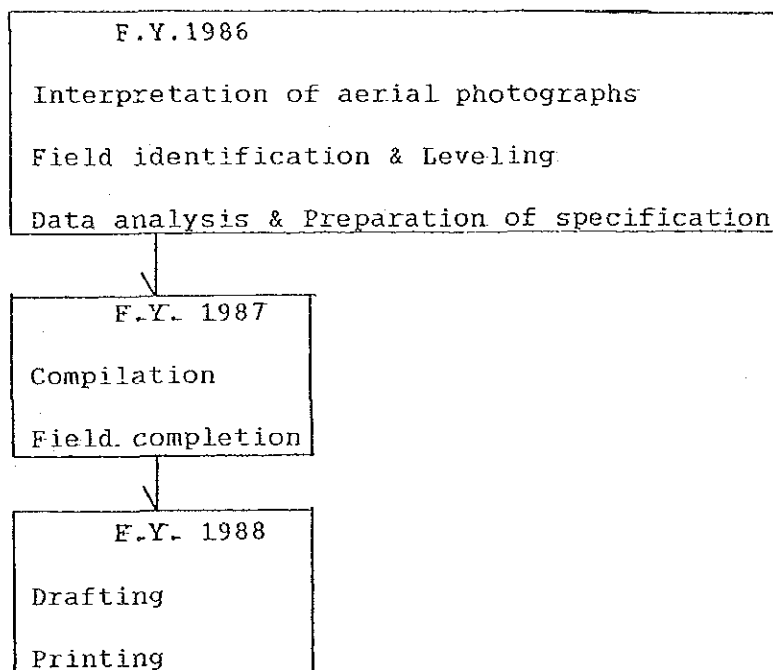 F.Y.1986
Interpretation of aerial photographs
Field identification & Leveling
Data analysis & Preparation of specification
F.Y. 1987
Compilation
Field completion
F.Y. 1988
Drafting
Printing